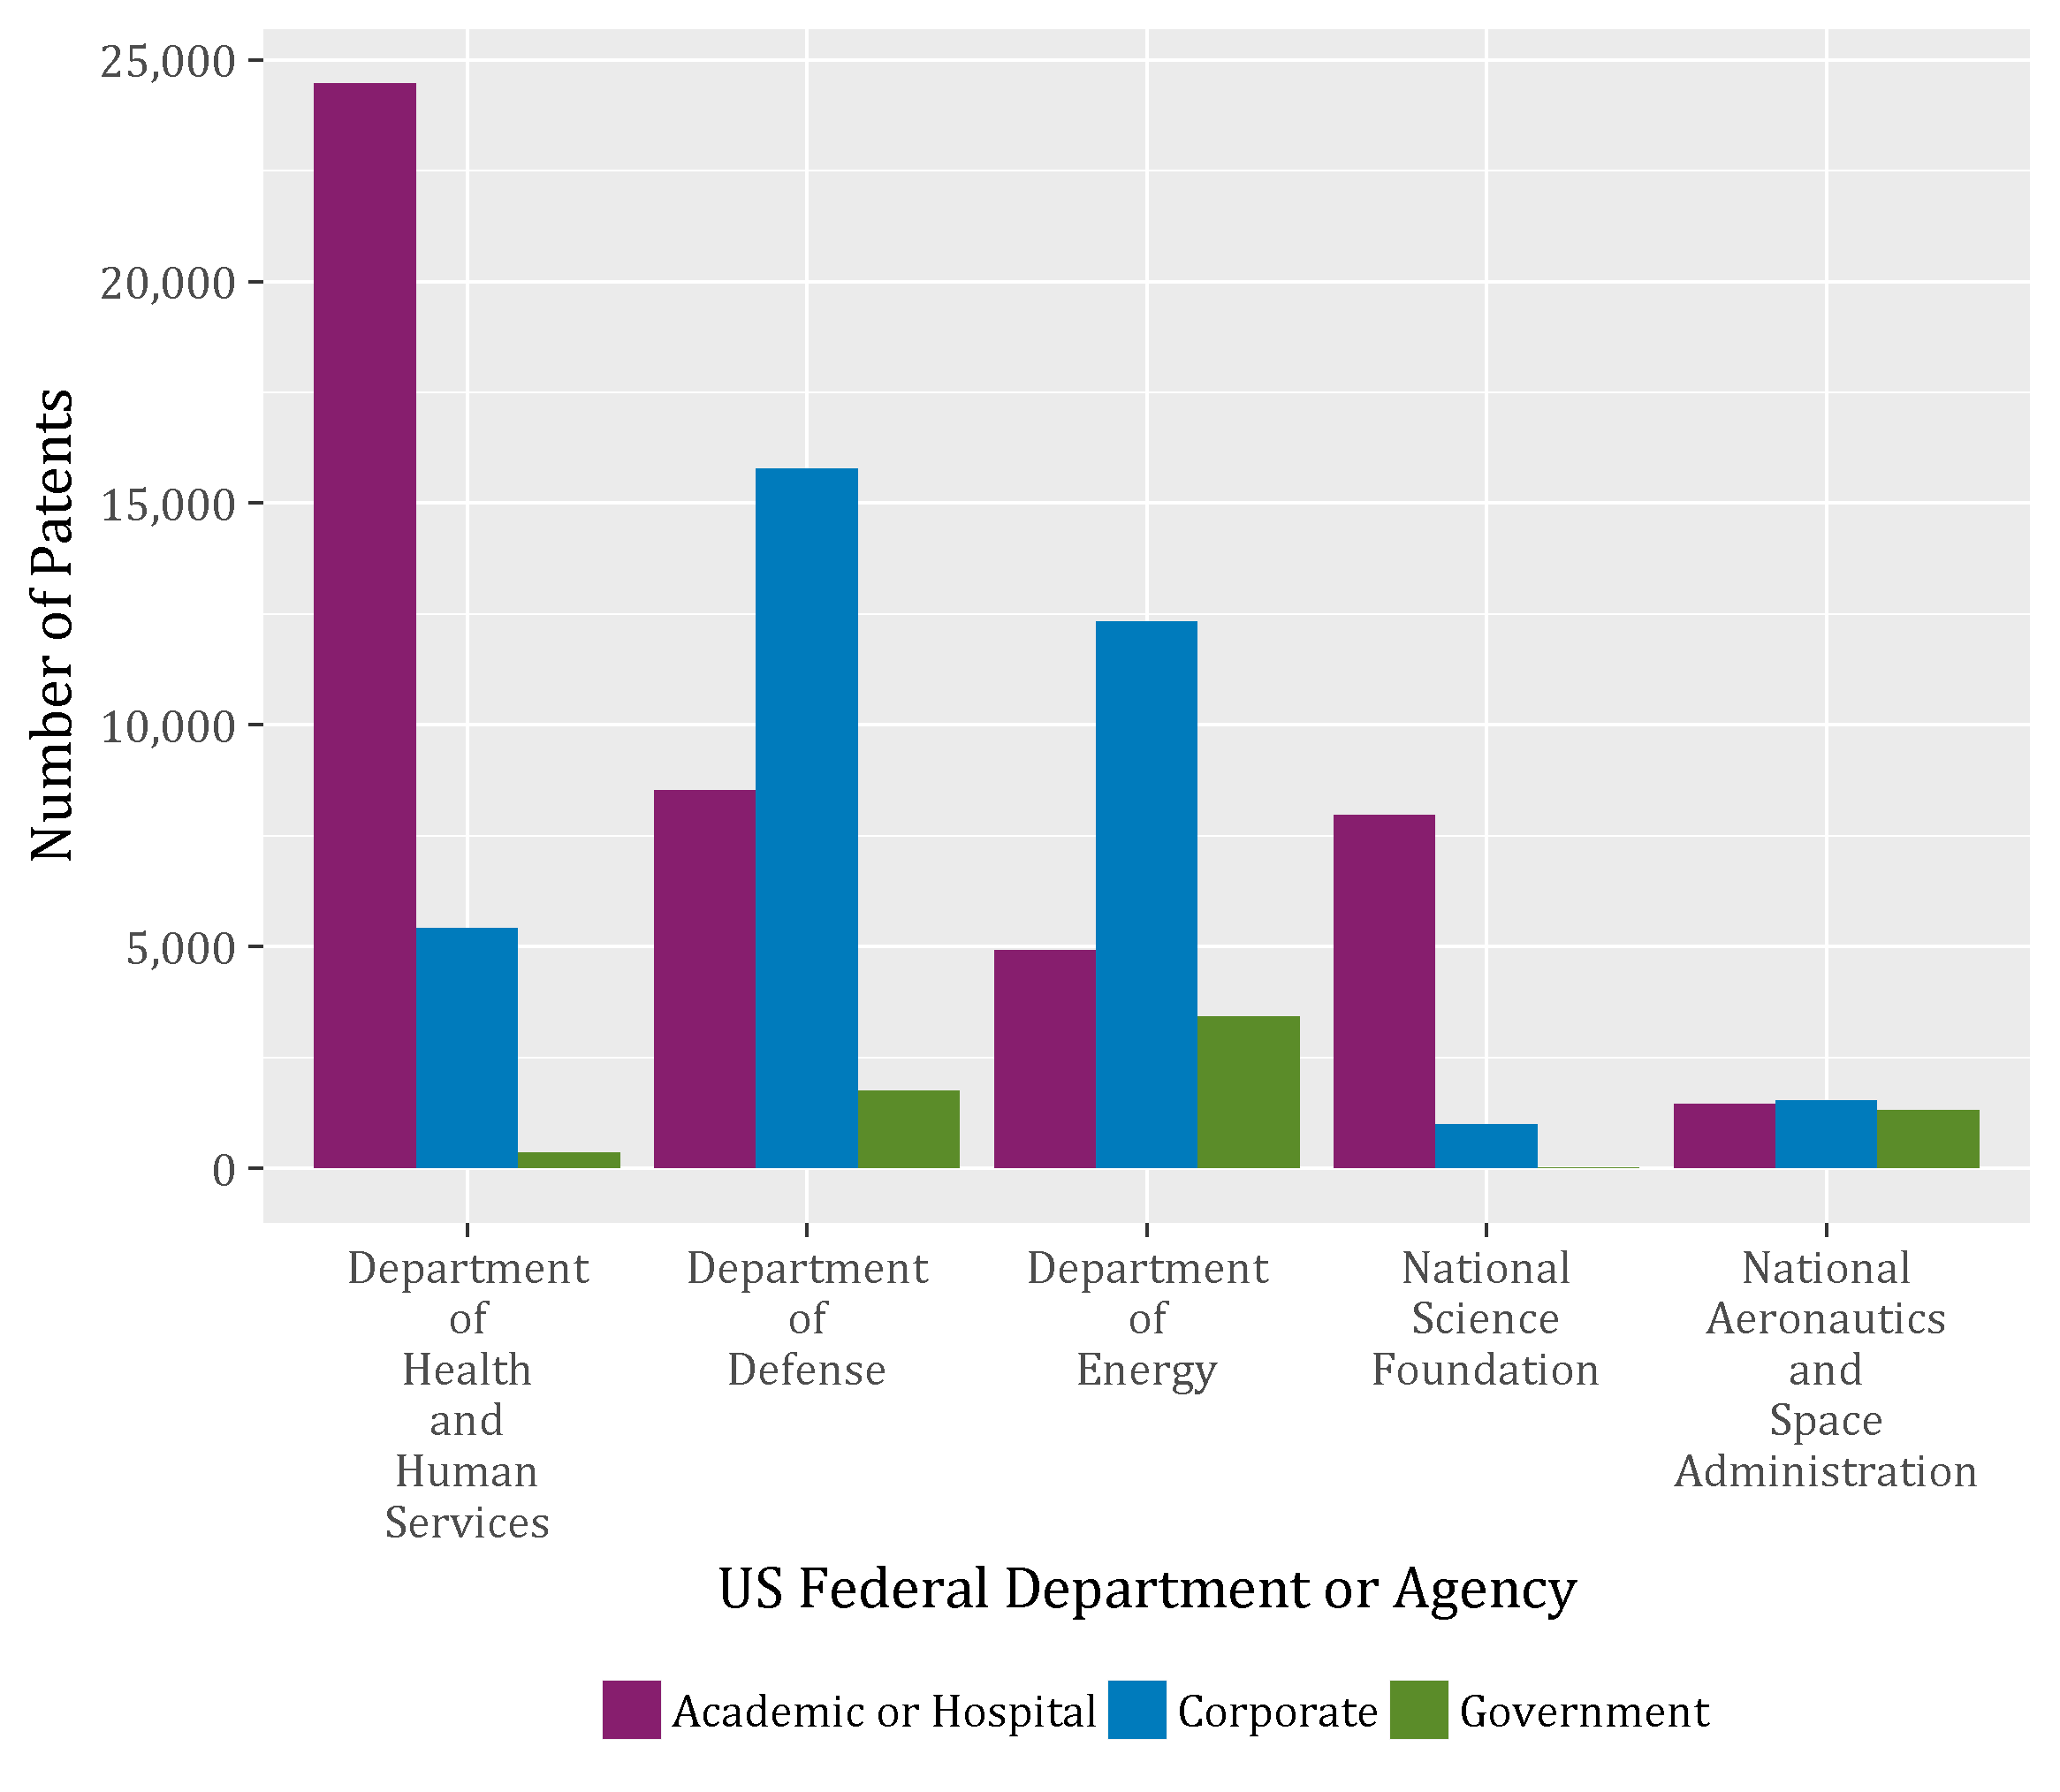 Number of Patents
25,000
20,000
15,000
10,000
5,000
0
Department
of
Health
and
Human
Services
Department
of
Defense
Department
of
Energy
National
Science
Foundation
National
Aeronautics
and
Space
Administration
US Federal Department or Agency
Academic or Hospital Corporate Government